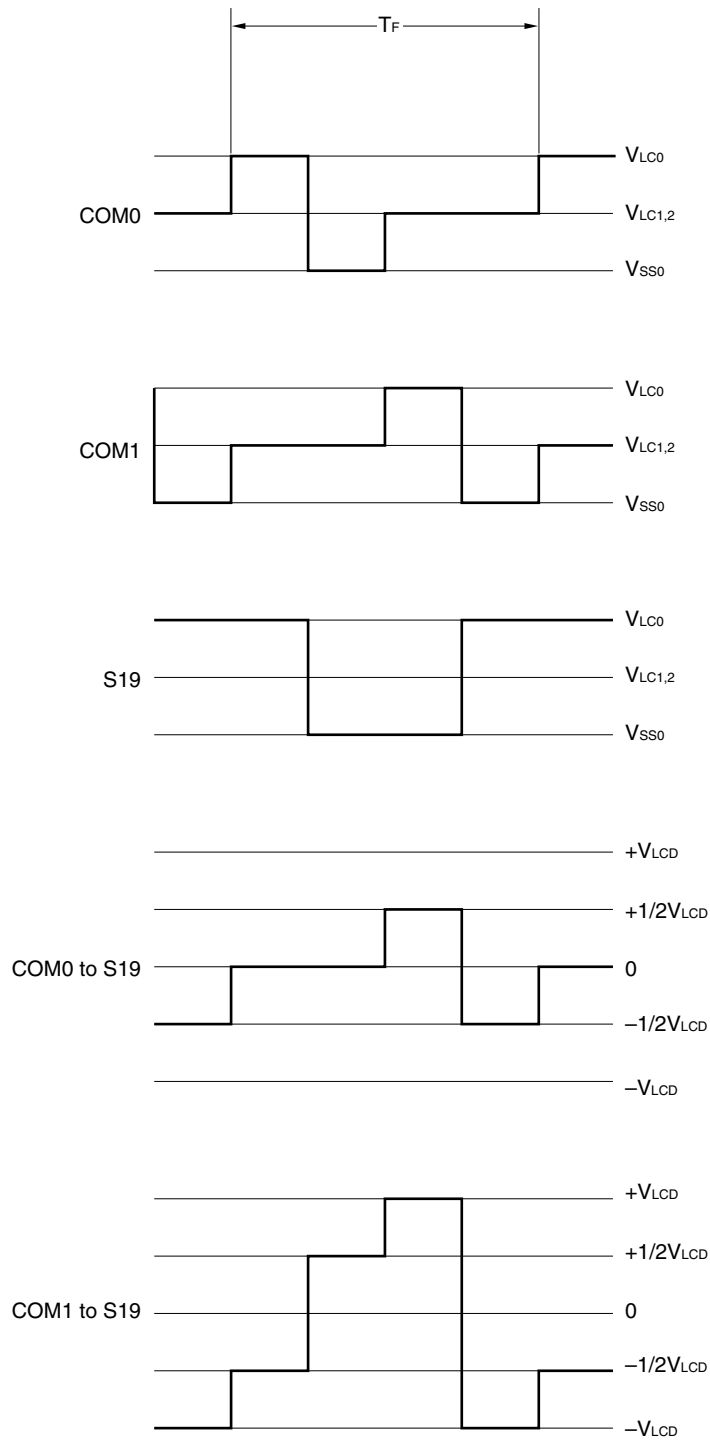 TF
COM0
VLC0
VLC1,2
VSS0
COM1
VLC0
VLC1,2
VSS0
S19
VLC0
VLC1,2
VSS0
COM0 to S19
+VLCD
+1/2VLCD
0
–1/2VLCD
–VLCD
COM1 to S19
+VLCD
+1/2VLCD
0
–1/2VLCD
–VLCD